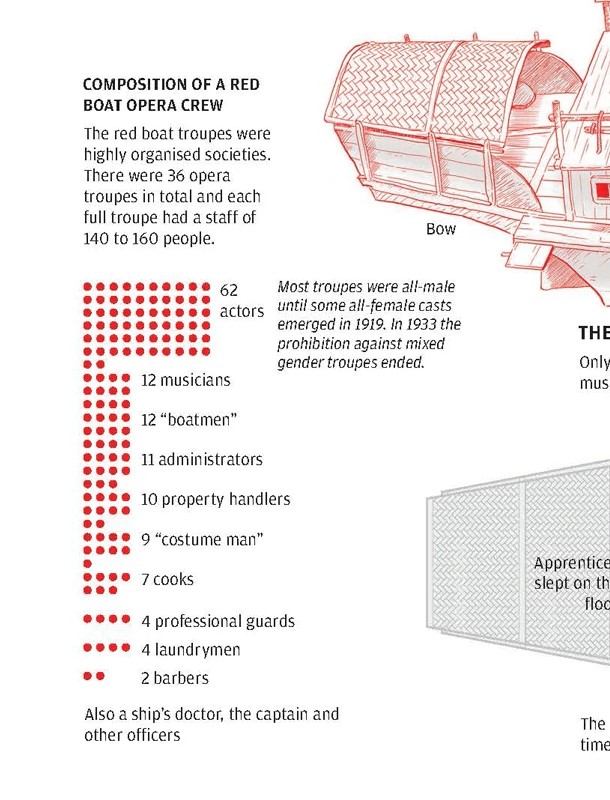 COMPOSITION OF A RED
BOAT OPERA CREW
The red boat troupes were
highly organised societies.
There were 36 opera
troupes in total and each
full troupe had a staff of
140 to 160 people.
62
actors
Most troupes were all-male
until some all-female casts
emerged in 1919. In 1933 the
prohibition against mixed
gender troupes ended.
12 musicians
12 “boatmen”
11 administrators
10 property handlers
9 “costume man”
7 cooks
4 professional guards
4 laundrymen
2 barbers
Also a ship’s doctor, the captain and
other officers
Bow
THE
Only
mus
Apprentice
slept on th
floo
The
time